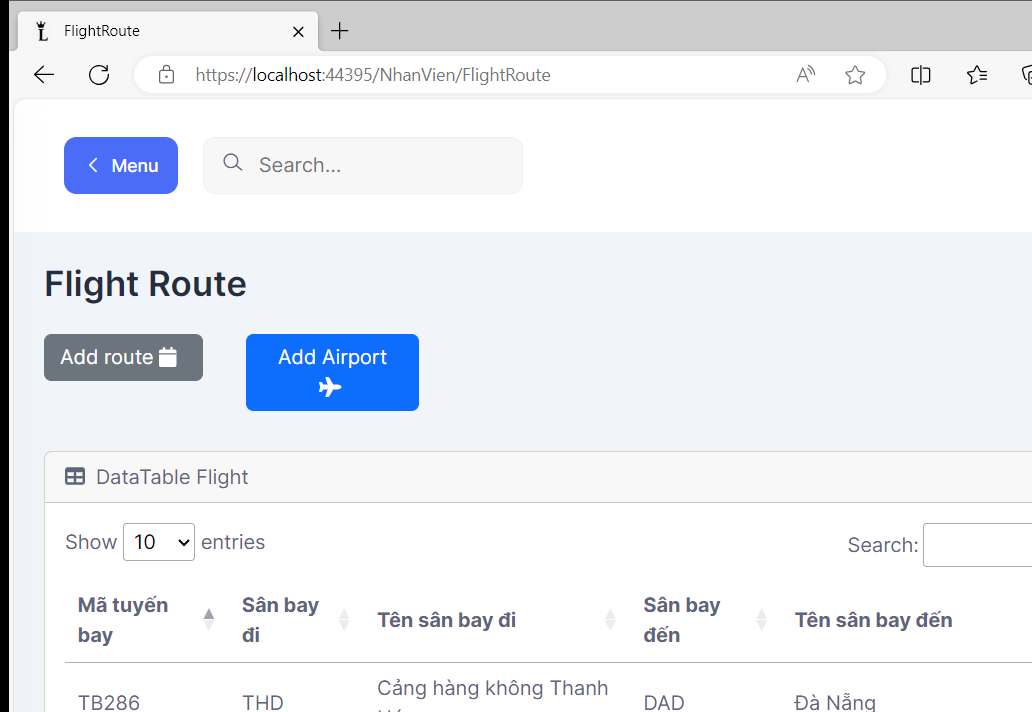 FlightRoute
https://localhost:44395/NhanVien/FlightRoute
Menu
Search...
Flight Route
Add route
Add Airport
DataTable Flight
Show 10 entries
Search:
Mã tuyến bay
Sân bay đi
Tên sân bay đi
Sân bay đến
Tên sân bay đến
TB286
THD
Cảng hàng không Thanh
DAD
Đà Nẵng